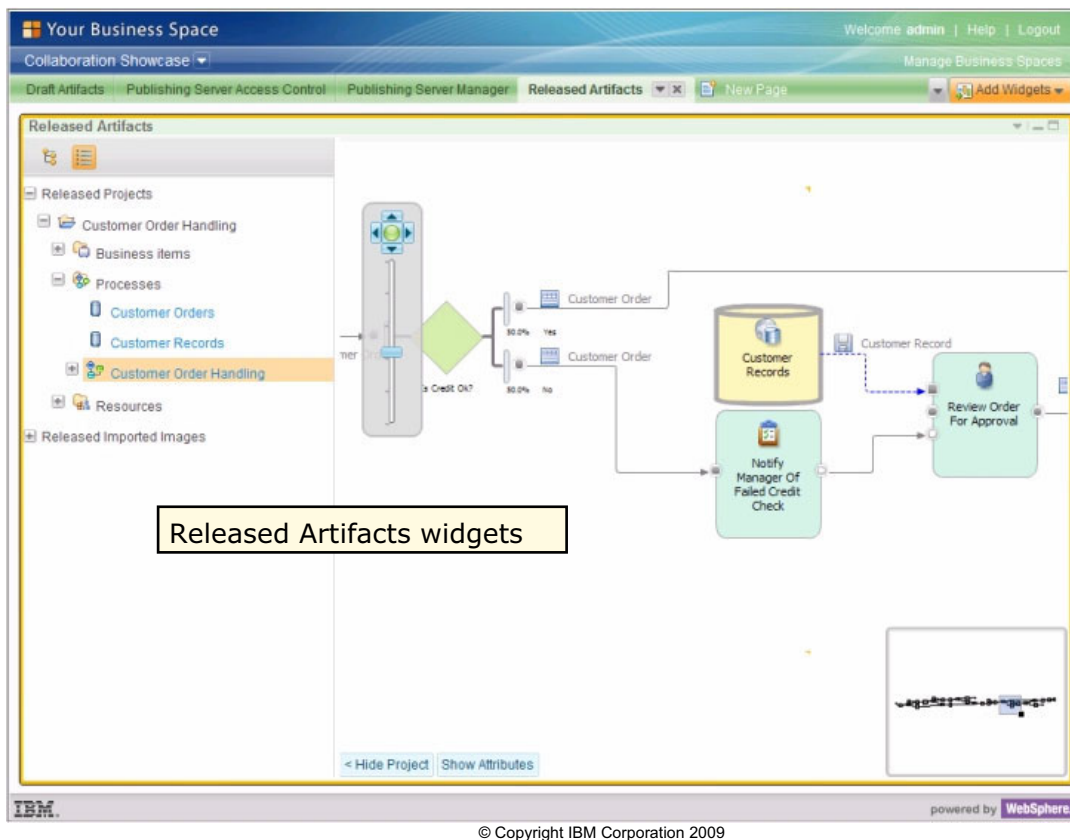 Your Business Space
Welcome admin | Help | Logout
Collaboration Showcase
Manage Business Spaces
Draft Artifacts Publishing Server Access Control Publishing Server Manager Released Artifacts New Page Add Widgets
Released Artifacts
Released Projects
Customer Order Handling
Business items
Processes
Customer Orders
Customer Records
Customer Order Handling
Resources
Released Imported Images
Customer Order
50.0% Yes
Customer Order
50.0% No
s Credit Ok?
Customer
Records
Customer Record
Review Order
For Approval
Notify
Manager Of
Failed Credit
Check
Released Artifacts widgets
< Hide Project Show Attributes
IBM.
powered by WebSphere
© Copyright IBM Corporation 2009